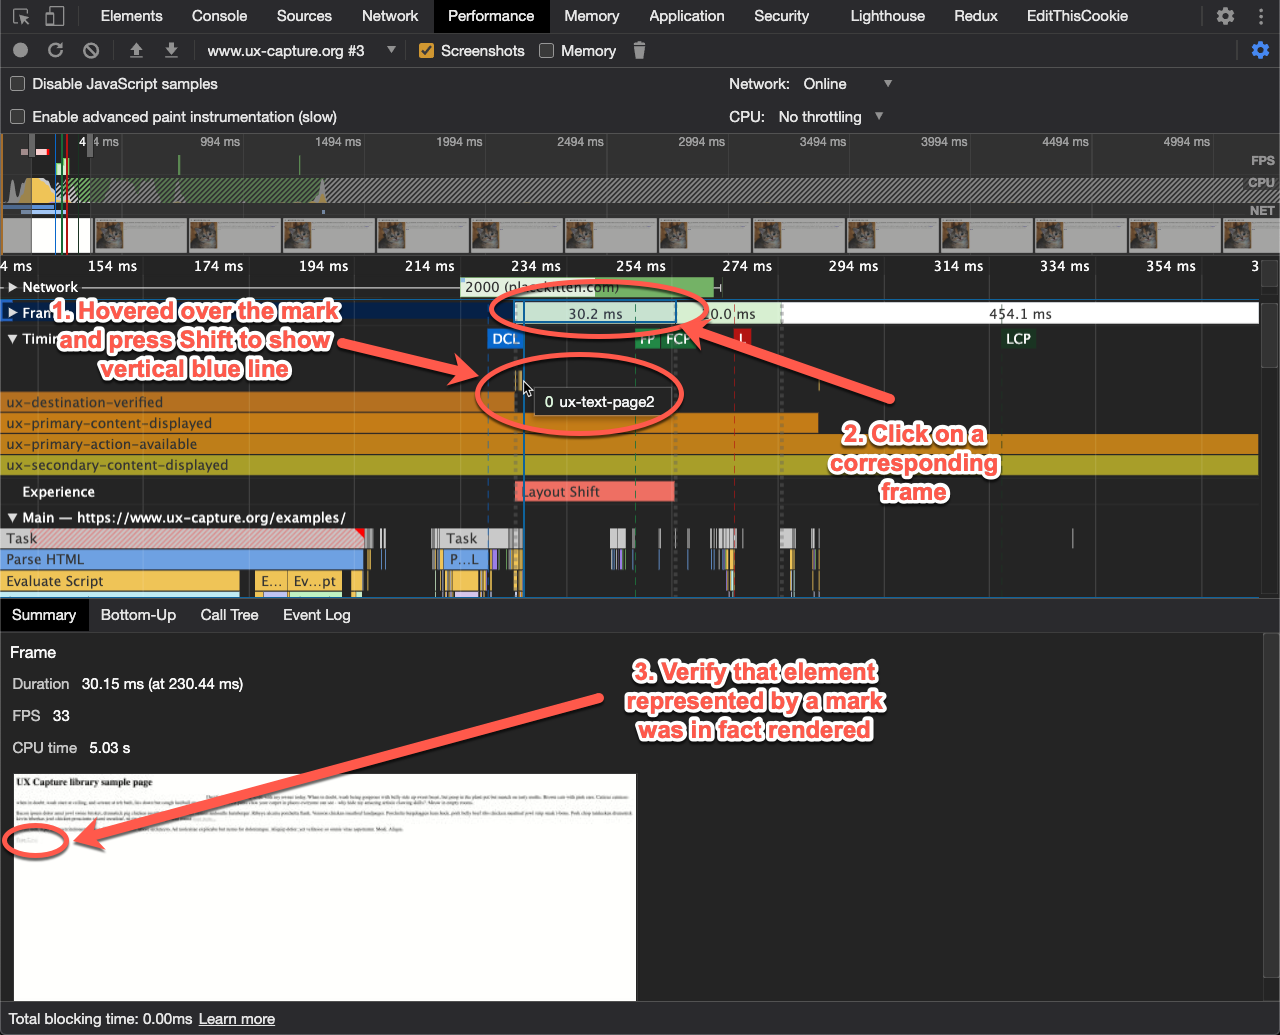 Elements Console Sources Network Performance Memory Application Security Lighthouse Redux EditThisCookie
www.ux-capture.org #3 Screenshots Memory
Disable JavaScript samples Network: Online
Enable advanced paint instrumentation (slow) CPU: No throttling
4 4 ms 994 ms 1494 ms 1994 ms 2494 ms 2994 ms 3494 ms 3994 ms 4494 ms 4994 ms
FPS
CPU
NET
4 ms 154 ms 174 ms 194 ms 214 ms 234 ms 254 ms 274 ms 294 ms 314 ms 334 ms 354 ms 3
Network 2000 (placekitten.com)
30.2 ms 20.0 ms 454.1 ms
DCL FP FCP L LCP
1. Hovered over the mark
and press Shift to show
vertical blue line
0 ux-text-page2
ux-destination-verified
ux-primary-content-displayed
ux-primary-action-available
ux-secondary-content-displayed
2. Click on a
corresponding
frame
Experience Layout Shift
Main — https://www.ux-capture.org/examples/
Task Task
Parse HTML P...L
Evaluate Script E... Ev...pt
Summary Bottom-Up Call Tree Event Log
Frame
Duration 30.15 ms (at 230.44 ms)
FPS 33
CPU time 5.03 s
3. Verify that element
represented by a mark
was in fact rendered
UX Capture library sample page
Total blocking time: 0.00ms Learn more